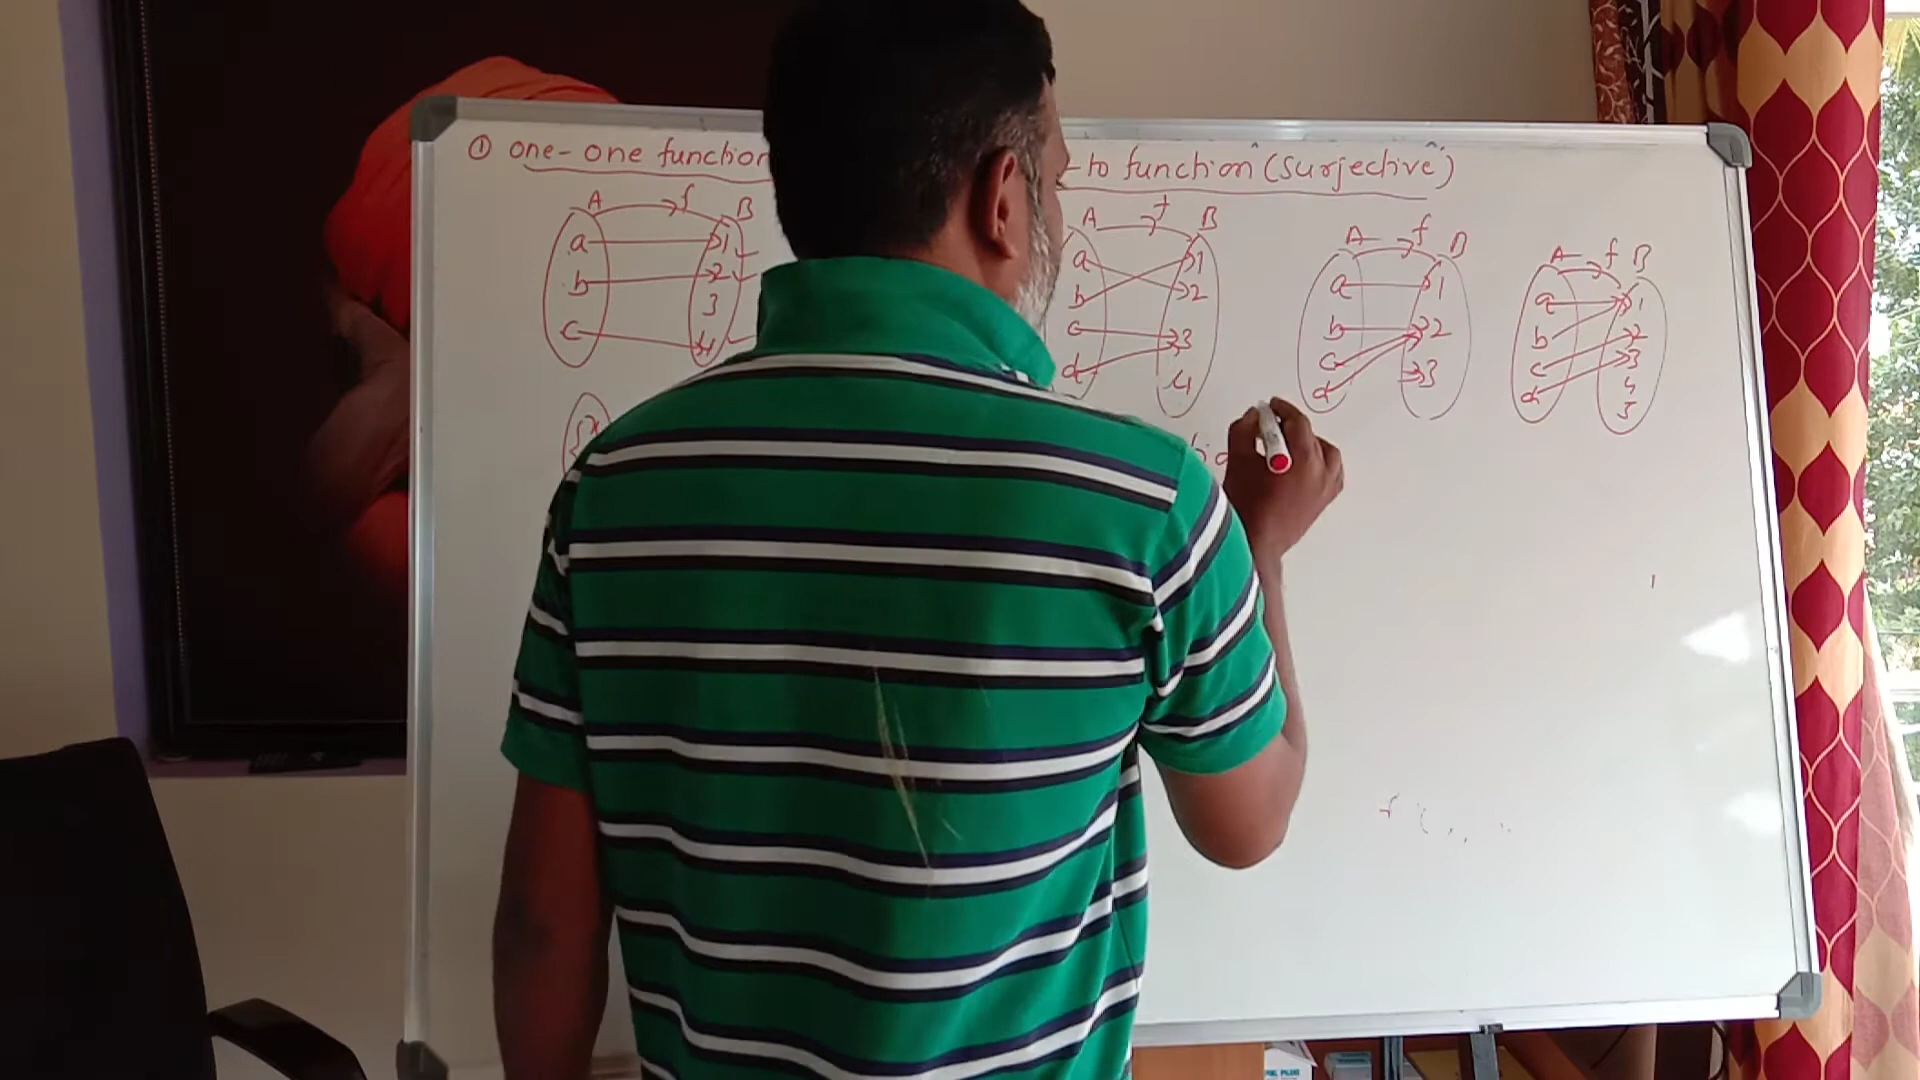 ① one-one function
-to function (surjective)
A f B
a 1
b 2
3
c 4
A f B
a 1
b 2
c 3
d 4
A f B
a 1
b 2
c
d 3
A f B
a 1
b 2
c 3
d 4
5